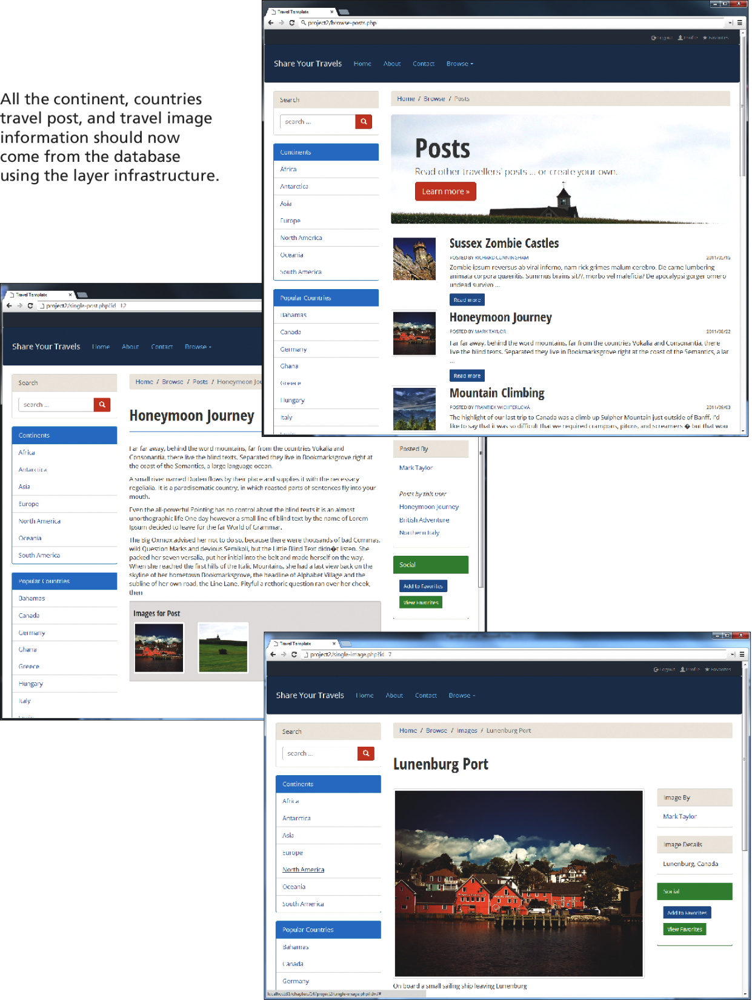 All the continent, countries
travel post, and travel image
information should now
come from the database
using the layer infrastructure.
Travel Template
project2/browse-posts.php
Logout Profile Favorites
Share Your Travels Home About Contact Browse
Search
search ...
Continents
Africa
Antarctica
Asia
Europe
North America
Oceania
South America
Popular Countries
Bahamas
Canada
Germany
Ghana
Greece
Hungary
Italy
Home / Browse / Posts
Posts
Read other travellers' posts ... or create your own.
Learn more »
Sussex Zombie Castles
POSTED BY RICHARD CUNNINGHAM 2011/05/16
Zombie ipsum reversus ab viral inferno, nam rick grimes malum cerebro. De carne lumbering
animata corpora quaeritis. Summus brains sit??, morbo vel maleficia? De apocalypsi gorger omero
undead survivo ...
Read more
Honeymoon Journey
POSTED BY MARK TAYLOR 2011/08/22
Far far away, behind the word mountains, far from the countries Vokalia and Consonantia, there
live the blind texts. Separated they live in Bookmarksgrove right at the coast of the Semantics, a lar
...
Read more
Mountain Climbing
POSTED BY FRANTIEK WICHTERLOVÁ 2011/09/03
The highlight of our last trip to Canada was a climb up Sulpher Mountain just outside of Banff. I'd
like to say that it was so difficult that we required crampons, pitons, and screamers � but that wou
Travel Template
project2/single-post.php?id 12
Share Your Travels Home About Contact Browse
Search
search ...
Continents
Africa
Antarctica
Asia
Europe
North America
Oceania
South America
Popular Countries
Bahamas
Canada
Germany
Ghana
Greece
Hungary
Italy
Home / Browse / Posts / Honeymoon Jou
Honeymoon Journey
Far far away, behind the word mountains, far from the countries Vokalia and
Consonantia, there live the blind texts. Separated they live in Bookmarksgrove right at
the coast of the Semantics, a large language ocean.
A small river named Duden flows by their place and supplies it with the necessary
regelialia. It is a paradisematic country, in which roasted parts of sentences fly into your
mouth.
Even the all-powerful Pointing has no control about the blind texts it is an almost
unorthographic life One day however a small line of blind text by the name of Lorem
Ipsum decided to leave for the far World of Grammar.
The Big Oxmox advised her not to do so, because there were thousands of bad Commas,
wild Question Marks and devious Semikoli, but the Little Blind Text didn�t listen. She
packed her seven versalia, put her initial into the belt and made herself on the way.
When she reached the first hills of the Italic Mountains, she had a last view back on the
skyline of her hometown Bookmarksgrove, the headline of Alphabet Village and the
subline of her own road, the Line Lane. Pityful a rethoric question ran over her cheek,
then
Images for Post
Posted By
Mark Taylor
Posts by this user
Honeymoon Journey
British Adventure
Northern Italy
Social
Add to Favorites
View Favorites
Travel Template
project2/single-image.php?id 7
Logout Profile Favorites
Share Your Travels Home About Contact Browse
Search
search ...
Continents
Africa
Antarctica
Asia
Europe
North America
Oceania
South America
Popular Countries
Bahamas
Canada
Germany
Home / Browse / Images / Lunenburg Port
Lunenburg Port
On board a small sailing ship leaving Lunenburg
Image By
Mark Taylor
Image Details
Lunenburg, Canada
Social
Add to Favorites
View Favorites
localhost:81/chapters/24/project2/single-image.php?id=7#